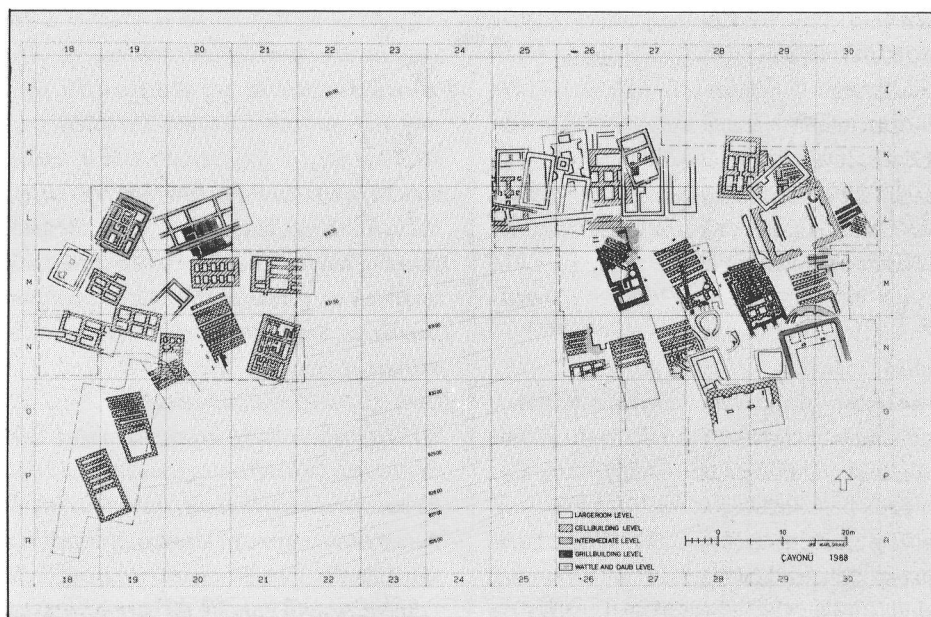 18 19 20 21 22 23 24 25 26 27 28 29 30
I I
K K
L L
M M
N N
O O
P P
R R
831.00
LARGEROOM LEVEL
CELLBUILDING LEVEL
INTERMEDIATE LEVEL
GRILLBUILDING LEVEL
WATTLE AND DAUB LEVEL
0 10 20m
ÇAYÖNÜ 1988
18 19 20 21 22 23 24 25 26 27 28 29 30